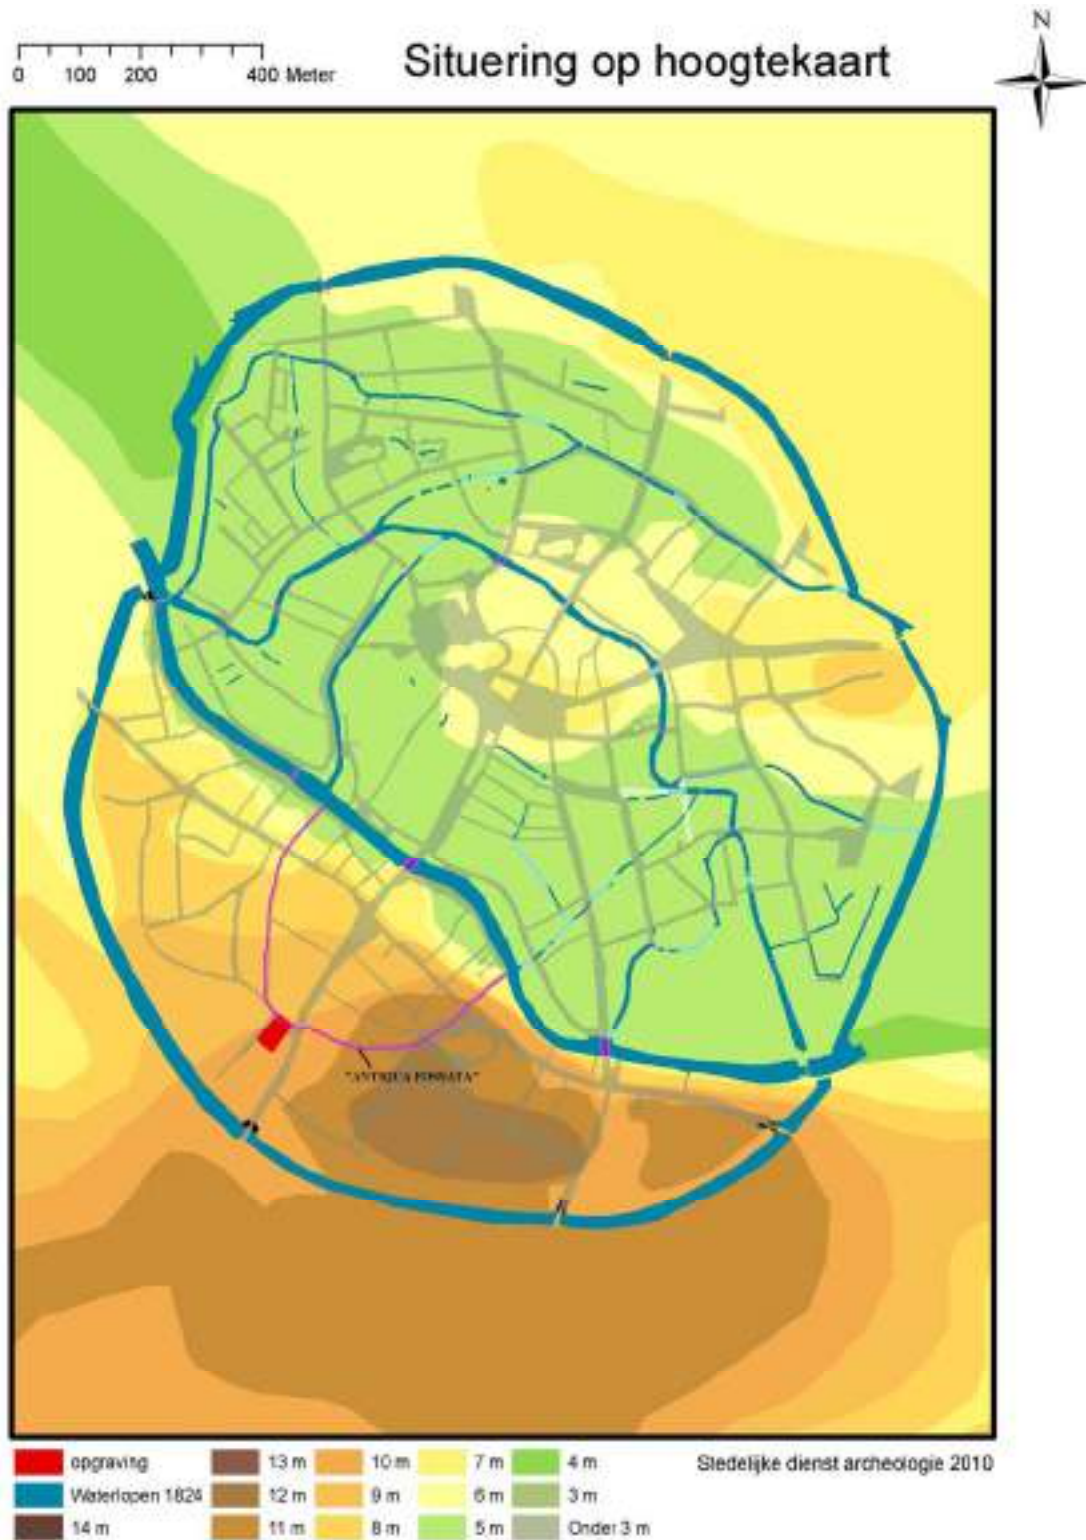 N
Situering op hoogtekaart
0 100 200 400 Meter
"ANTIQUA FOSSATA"
opgraving 13 m 10 m 7 m 4 m
Waterlopen 1824 12 m 9 m 6 m 3 m
14 m 11 m 8 m 5 m Onder 3 m
Stedelijke dienst archeologie 2010